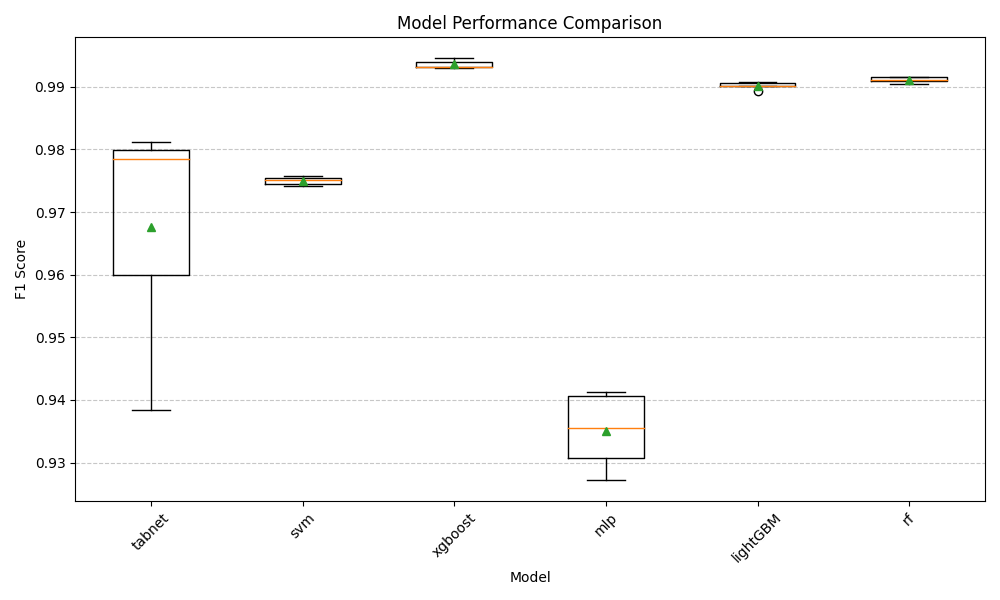 Model Performance Comparison
F1 Score
0.99
0.98
0.97
0.96
0.95
0.94
0.93
tabnet
svm
xgboost
mlp
lightGBM
rf
Model